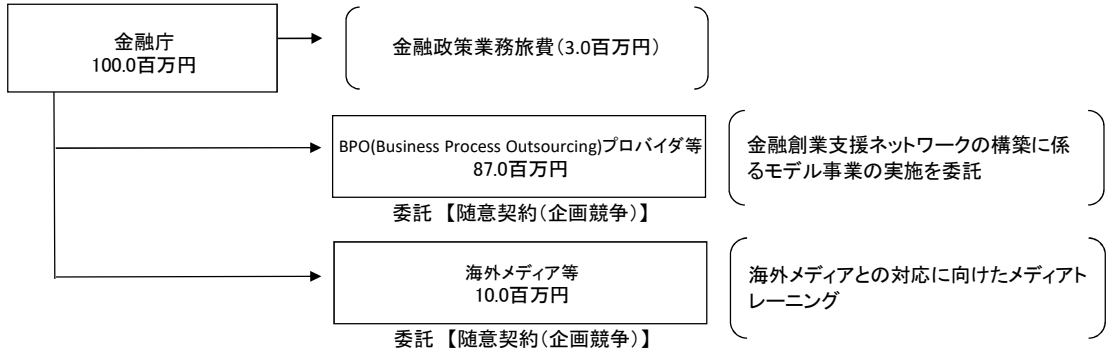 金融庁
100.0百万円
金融政策業務旅費(3.0百万円)
BPO(Business Process Outsourcing)プロバイダ等
87.0百万円
金融創業支援ネットワークの構築に係
るモデル事業の実施を委託
委託 【随意契約(企画競争)】
海外メディア等
10.0百万円
海外メディアとの対応に向けたメディアト
レーニング
委託 【随意契約(企画競争)】